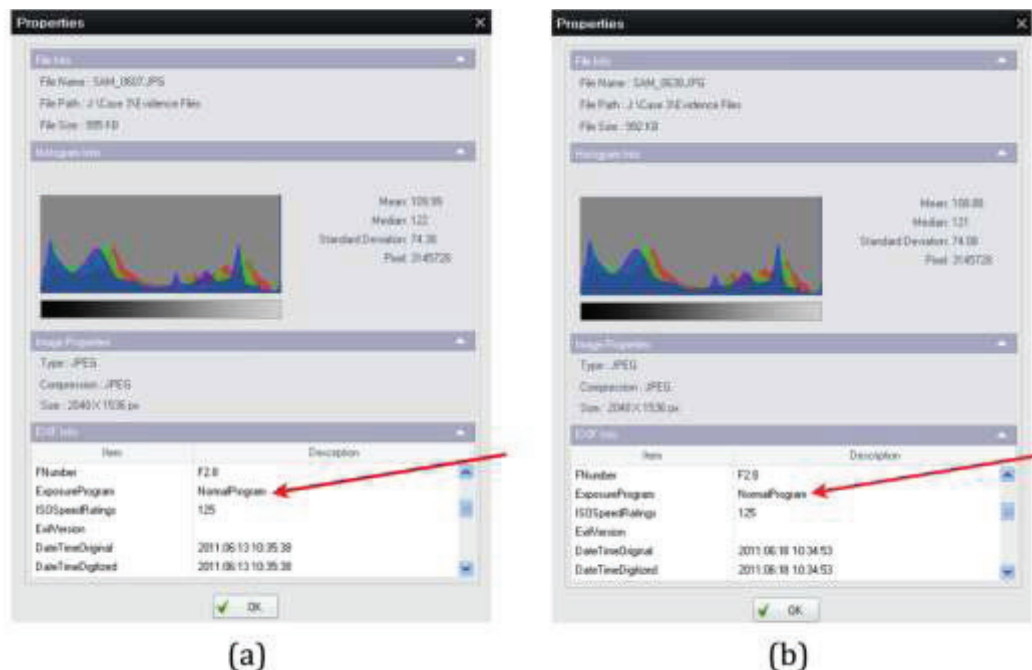 Properties
File Info
File Name : SAM_0607.JPG
File Path : J:\Case 3\Evidence Files
File Size : 995 KB
Histogram Info
Mean: 109.99
Median: 122
Standard Deviation: 74.36
Pixel: 3145728
Image Properties
Type : JPEG
Compression : JPEG
Size : 2048 X 1536 px
EXIF Info
Item Description
FNumber F2.8
ExposureProgram NormalProgram
ISOSpeedRatings 125
ExifVersion
DateTimeOriginal 2011:06:13 10:35:38
DateTimeDigitized 2011:06:13 10:35:38
OK
(a)
Properties
File Info
File Name : SAM_0638.JPG
File Path : J:\Case 3\Evidence Files
File Size : 992 KB
Histogram Info
Mean:
Median: 121
Standard Deviation: 74.08
Pixel: 3145728
Image Properties
Type : JPEG
Compression : JPEG
Size : 2048 X 1536 px
EXIF Info
Item Description
FNumber F2.8
ExposureProgram NormalProgram
ISOSpeedRatings 125
ExifVersion
DateTimeOriginal 2011:06:18 10:34:53
DateTimeDigitized 2011:06:18 10:34:53
OK
(b)